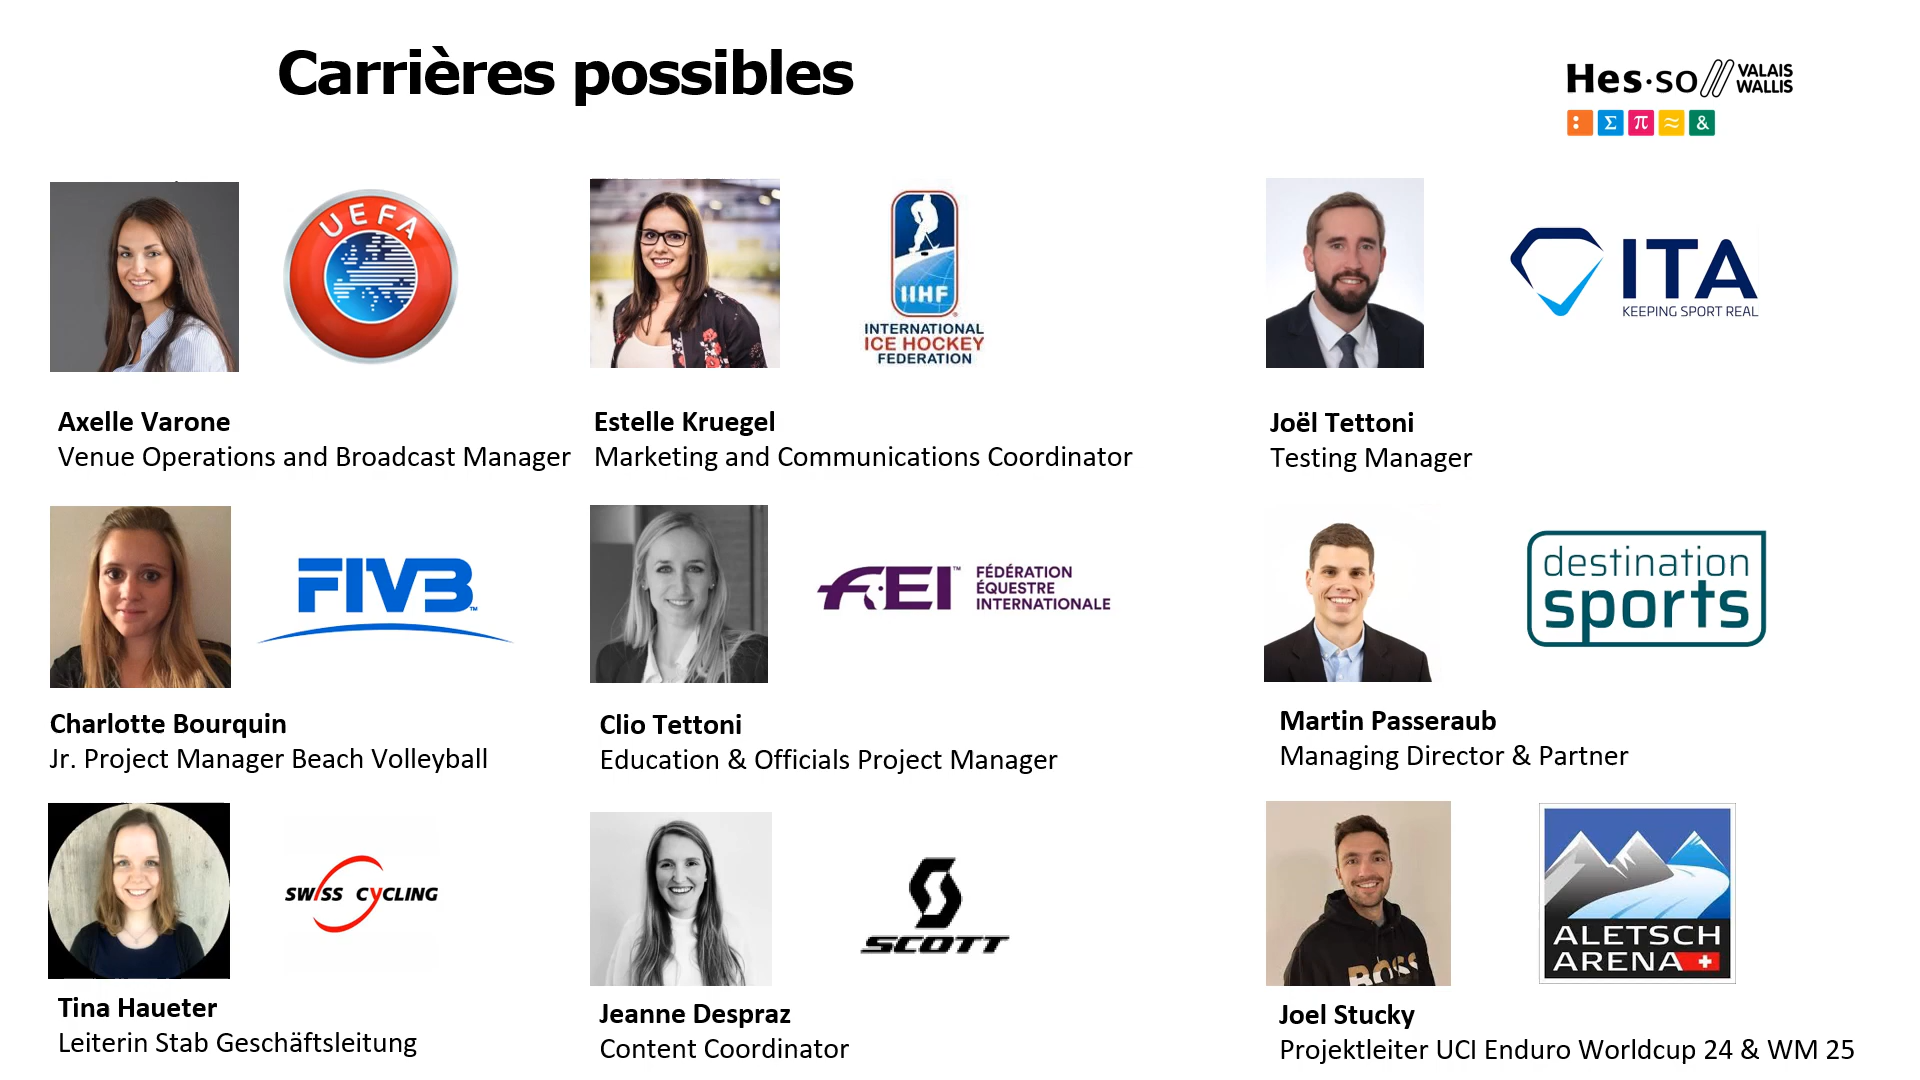 Carrières possibles
Hes·so VALAIS
WALLIS
Σ π ≈ &
UEFA
IIHF
INTERNATIONAL
ICE HOCKEY
FEDERATION
ITA
KEEPING SPORT REAL
Axelle Varone
Venue Operations and Broadcast Manager
Estelle Kruegel
Marketing and Communications Coordinator
Joël Tettoni
Testing Manager
FIVB™
FEI™ FÉDÉRATION
ÉQUESTRE
INTERNATIONALE
destination
sports
Charlotte Bourquin
Jr. Project Manager Beach Volleyball
Clio Tettoni
Education & Officials Project Manager
Martin Passeraub
Managing Director & Partner
SWISS CYCLING
SCOTT
BOSS
ALETSCH
ARENA
Tina Haueter
Leiterin Stab Geschäftsleitung
Jeanne Despraz
Content Coordinator
Joel Stucky
Projektleiter UCI Enduro Worldcup 24 & WM 25